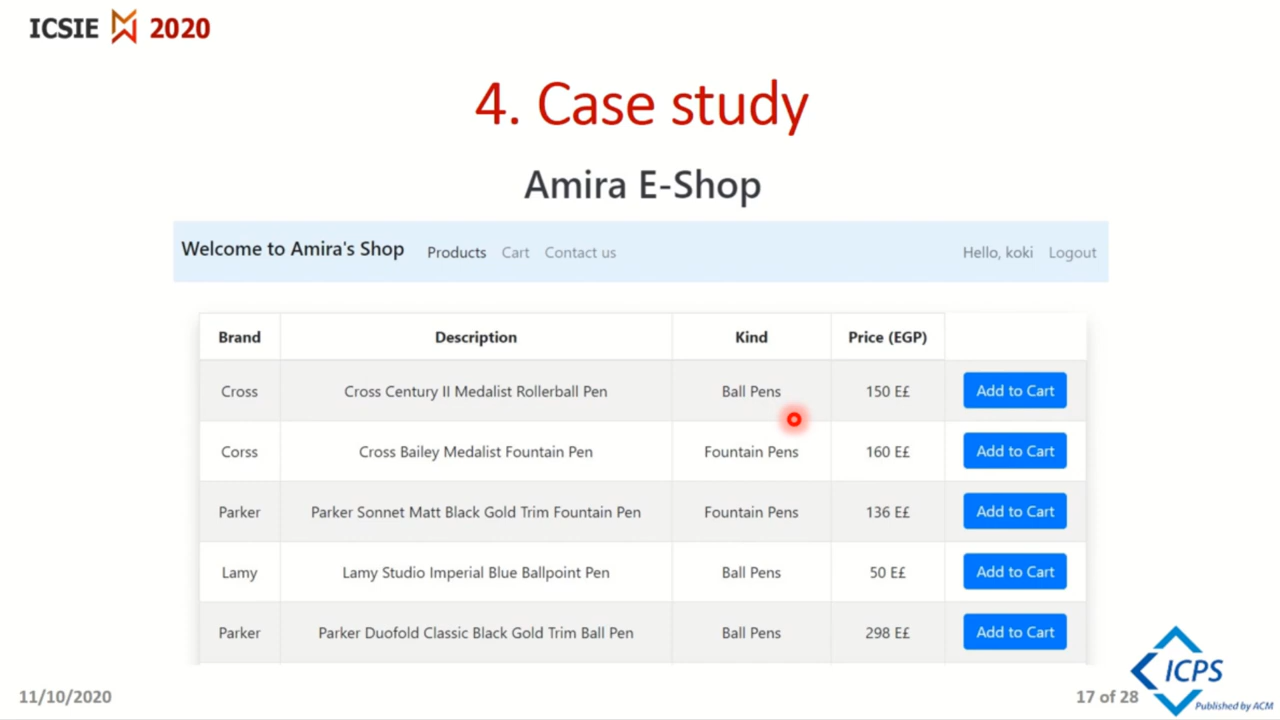 ICSIE 2020
4. Case study
Amira E-Shop
Welcome to Amira's Shop Products Cart Contact us Hello, koki Logout
Brand Description Kind Price (EGP)
Cross Cross Century II Medalist Rollerball Pen Ball Pens 150 E£ Add to Cart
Corss Cross Bailey Medalist Fountain Pen Fountain Pens 160 E£ Add to Cart
Parker Parker Sonnet Matt Black Gold Trim Fountain Pen Fountain Pens 136 E£ Add to Cart
Lamy Lamy Studio Imperial Blue Ballpoint Pen Ball Pens 50 E£ Add to Cart
Parker Parker Duofold Classic Black Gold Trim Ball Pen Ball Pens 298 E£ Add to Cart
11/10/2020 17 of 28
ICPS
Published by ACM